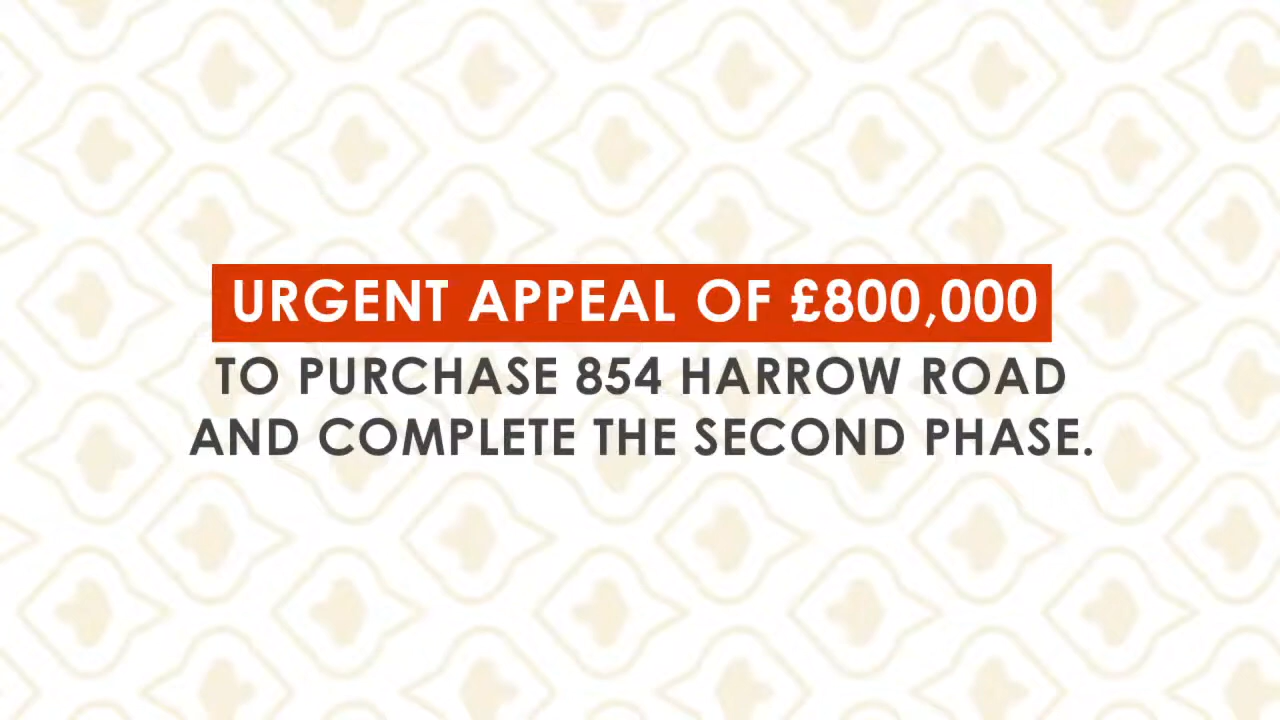 URGENT APPEAL OF £800,000
TO PURCHASE 854 HARROW ROAD
AND COMPLETE THE SECOND PHASE.